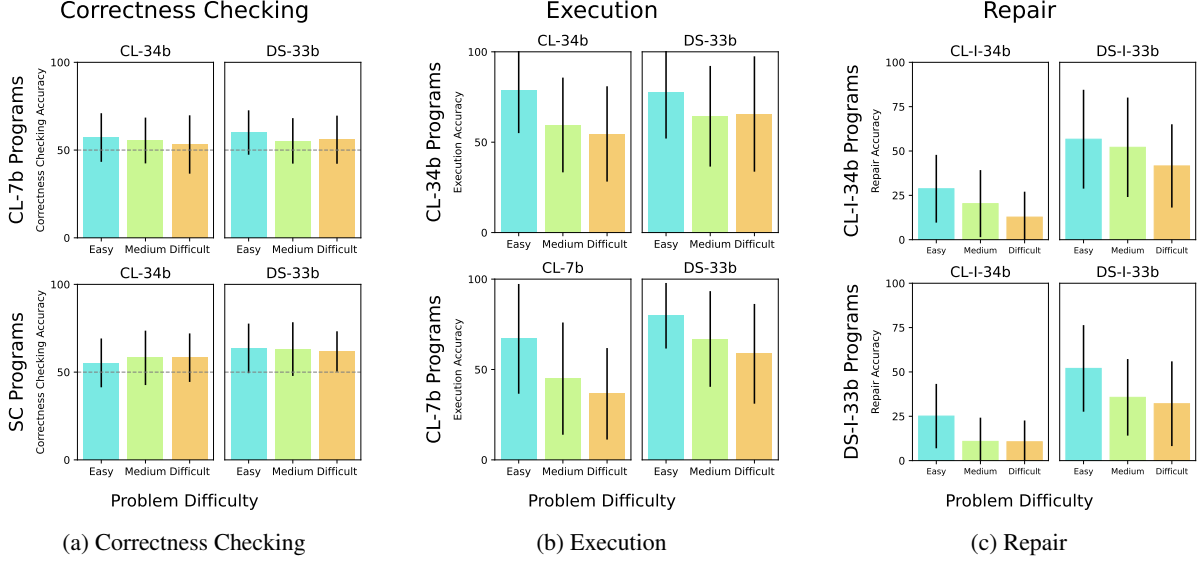 Correctness Checking
CL-34b
DS-33b
CL-7b Programs
Correctness Checking Accuracy
100
50
0
Easy Medium Difficult
Easy Medium Difficult
CL-34b
DS-33b
SC Programs
Correctness Checking Accuracy
100
50
0
Easy Medium Difficult
Easy Medium Difficult
Problem Difficulty
(a) Correctness Checking
Execution
CL-34b
DS-33b
CL-34b Programs
Execution Accuracy
100
50
0
Easy Medium Difficult
Easy Medium Difficult
CL-7b
DS-33b
CL-7b Programs
Execution Accuracy
100
50
0
Easy Medium Difficult
Easy Medium Difficult
Problem Difficulty
(b) Execution
Repair
CL-I-34b
DS-I-33b
CL-I-34b Programs
Repair Accuracy
100
75
50
25
0
Easy Medium Difficult
Easy Medium Difficult
CL-I-34b
DS-I-33b
DS-I-33b Programs
Repair Accuracy
100
75
50
25
0
Easy Medium Difficult
Easy Medium Difficult
Problem Difficulty
(c) Repair